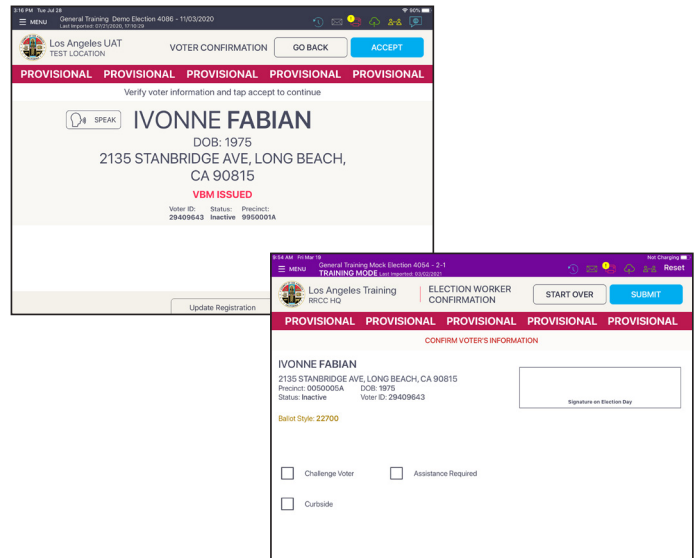 3:16 PM Tue Jul 28
90%
MENU
General Training Demo Election 4086 - 11/03/2020
Last Imported: 07/21/2020, 17:10:29
Los Angeles UAT
TEST LOCATION
VOTER CONFIRMATION
GO BACK
ACCEPT
PROVISIONAL PROVISIONAL PROVISIONAL PROVISIONAL PROVISIONAL
Verify voter information and tap accept to continue
SPEAK
IVONNE FABIAN
DOB: 1975
2135 STANBRIDGE AVE, LONG BEACH,
CA 90815
VBM ISSUED
Voter ID: Status: Precinct:
29409643 Inactive 9950001A
Update Registration
8:54 AM Fri Mar 19
Not Charging
MENU
General Training Mock Election 4054 - 2-1
TRAINING MODE Last Imported: 03/02/2021
Reset
Los Angeles Training
RRCC HQ
ELECTION WORKER
CONFIRMATION
START OVER
SUBMIT
PROVISIONAL PROVISIONAL PROVISIONAL PROVISIONAL PROVISIONAL
CONFIRM VOTER'S INFORMATION
IVONNE FABIAN
2135 STANBRIDGE AVE, LONG BEACH, CA 90815
Precinct: 0050005A DOB: 1975
Status: Inactive Voter ID: 29409643
Signature on Election Day
Ballot Style: 22700
Challenge Voter
Assistance Required
Curbside